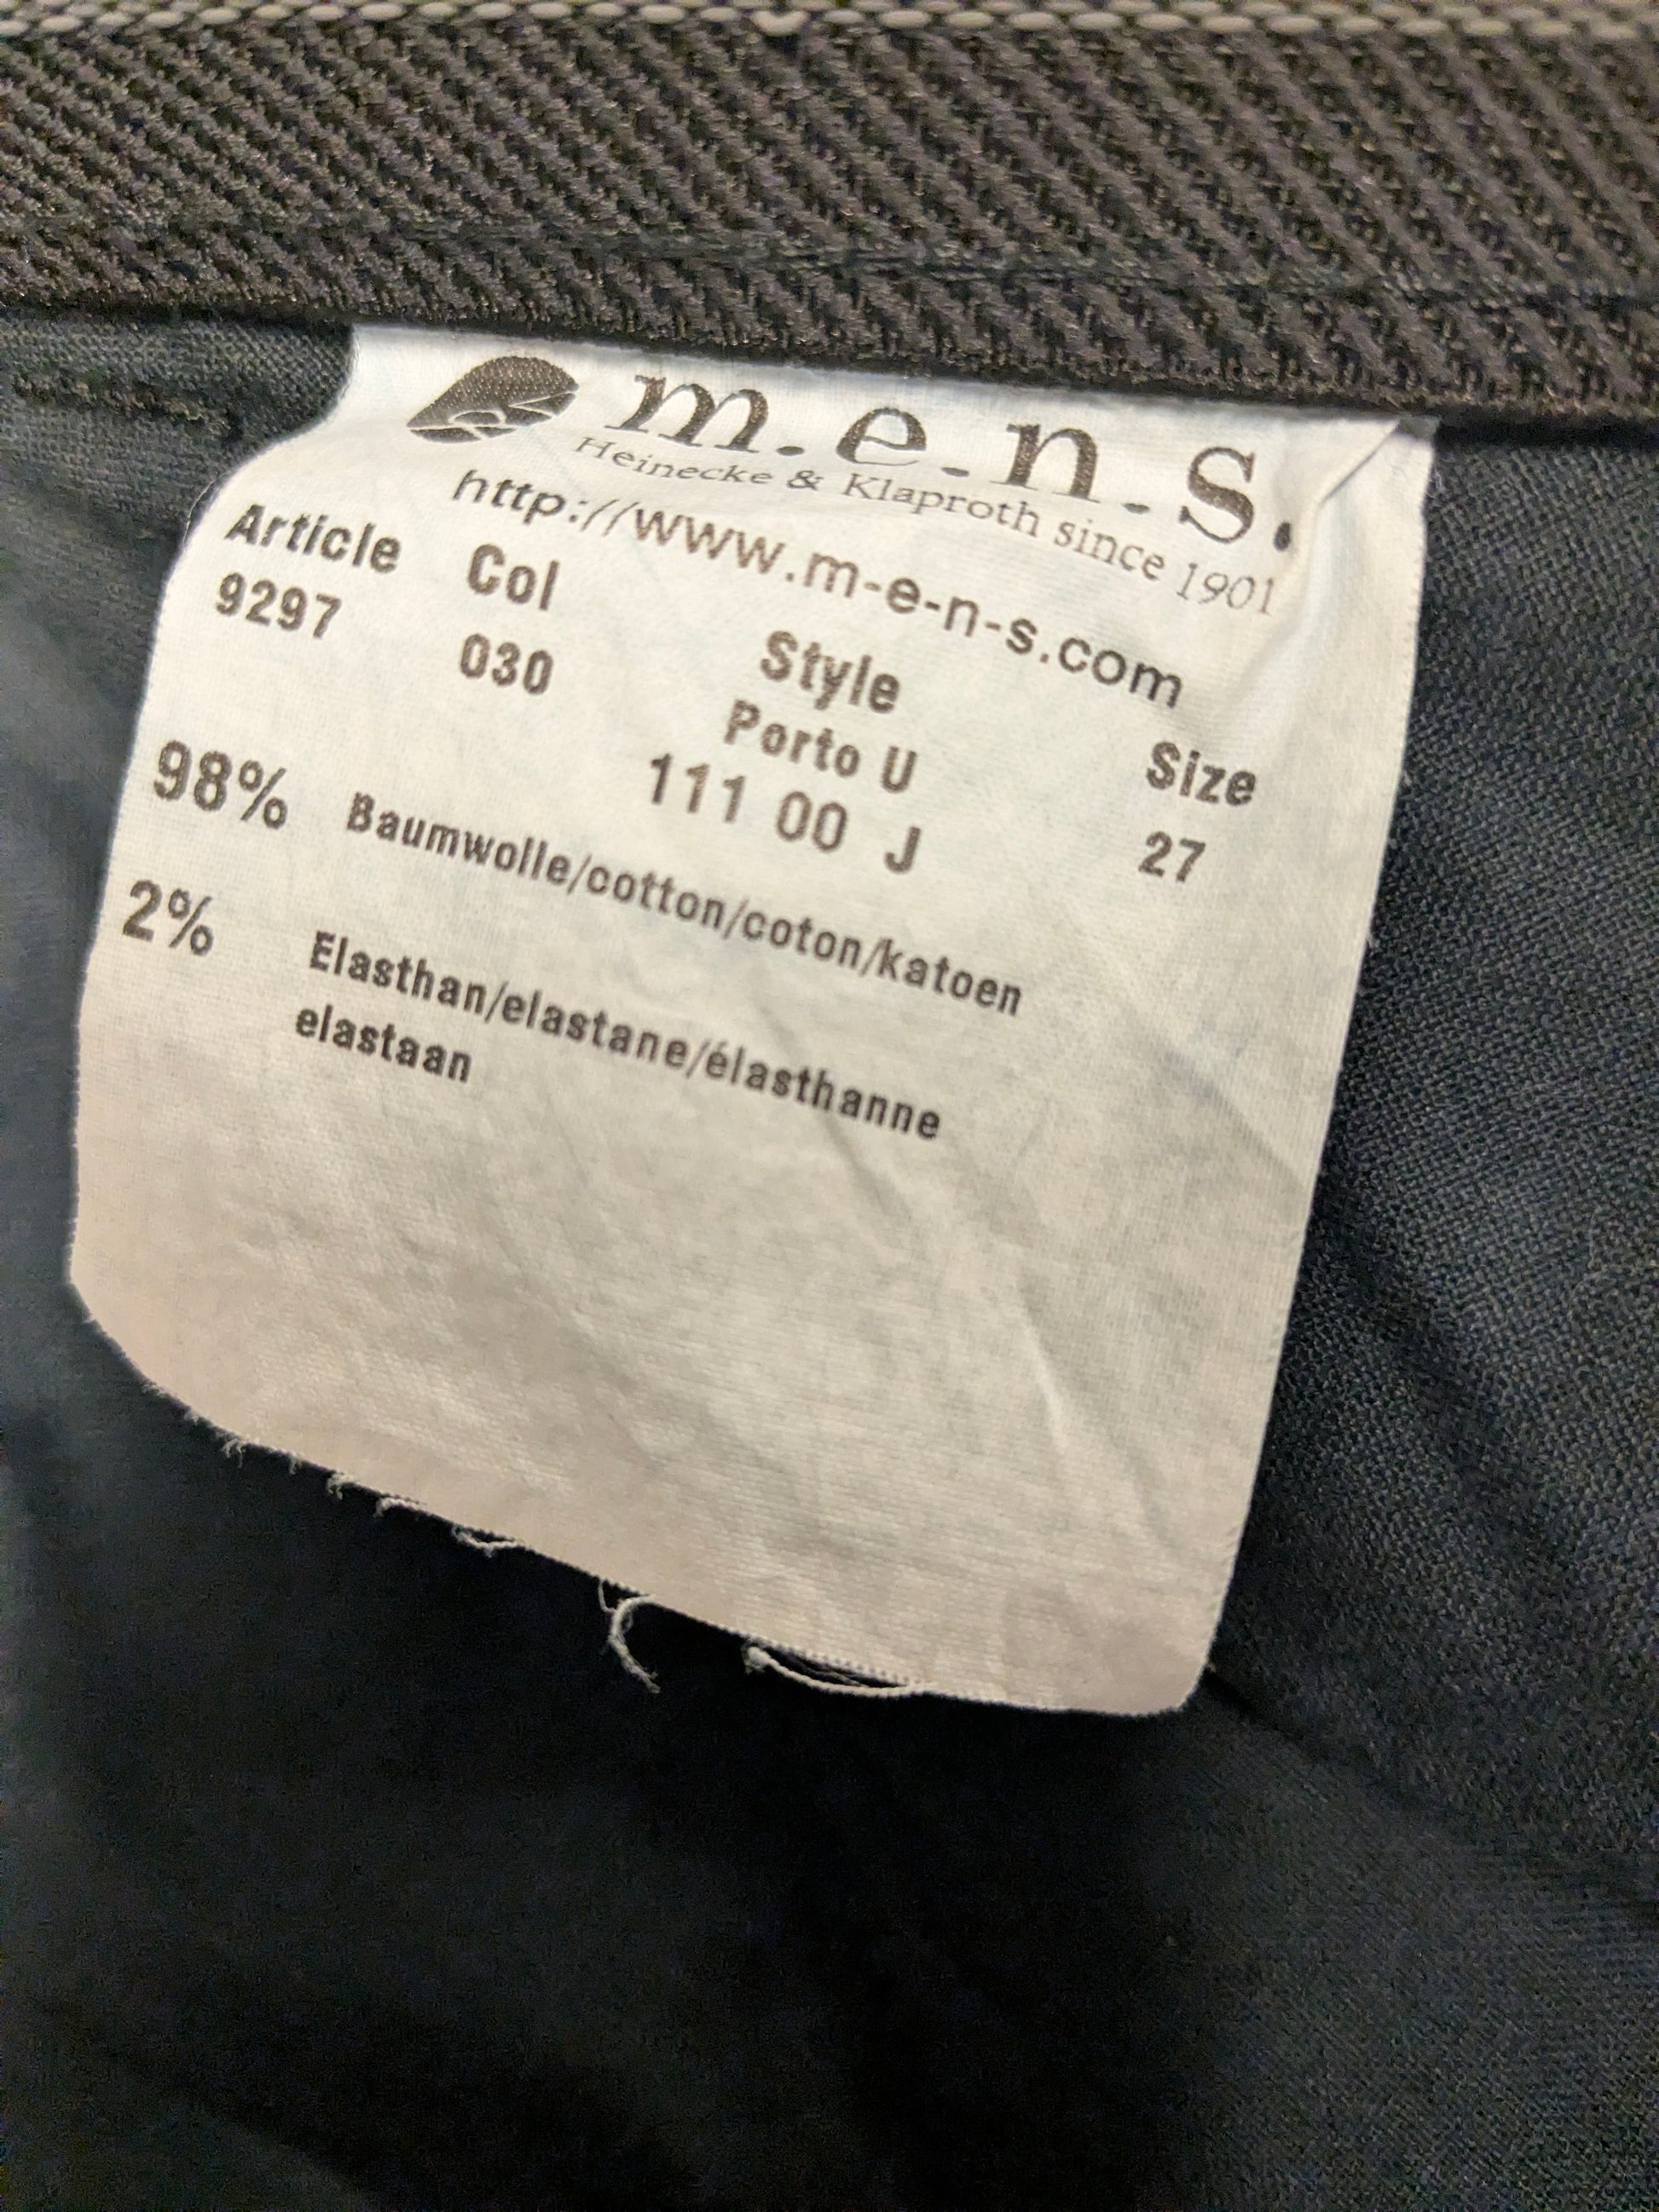 m.e.n.s.
Heinecke & Klaproth since 1901
http://www.m-e-n-s.com
Article Col Style Size
9297 030 Porto U 27
111 00 J
98% Baumwolle/cotton/coton/katoen
2% Elasthan/elastane/élasthanne
elastaan